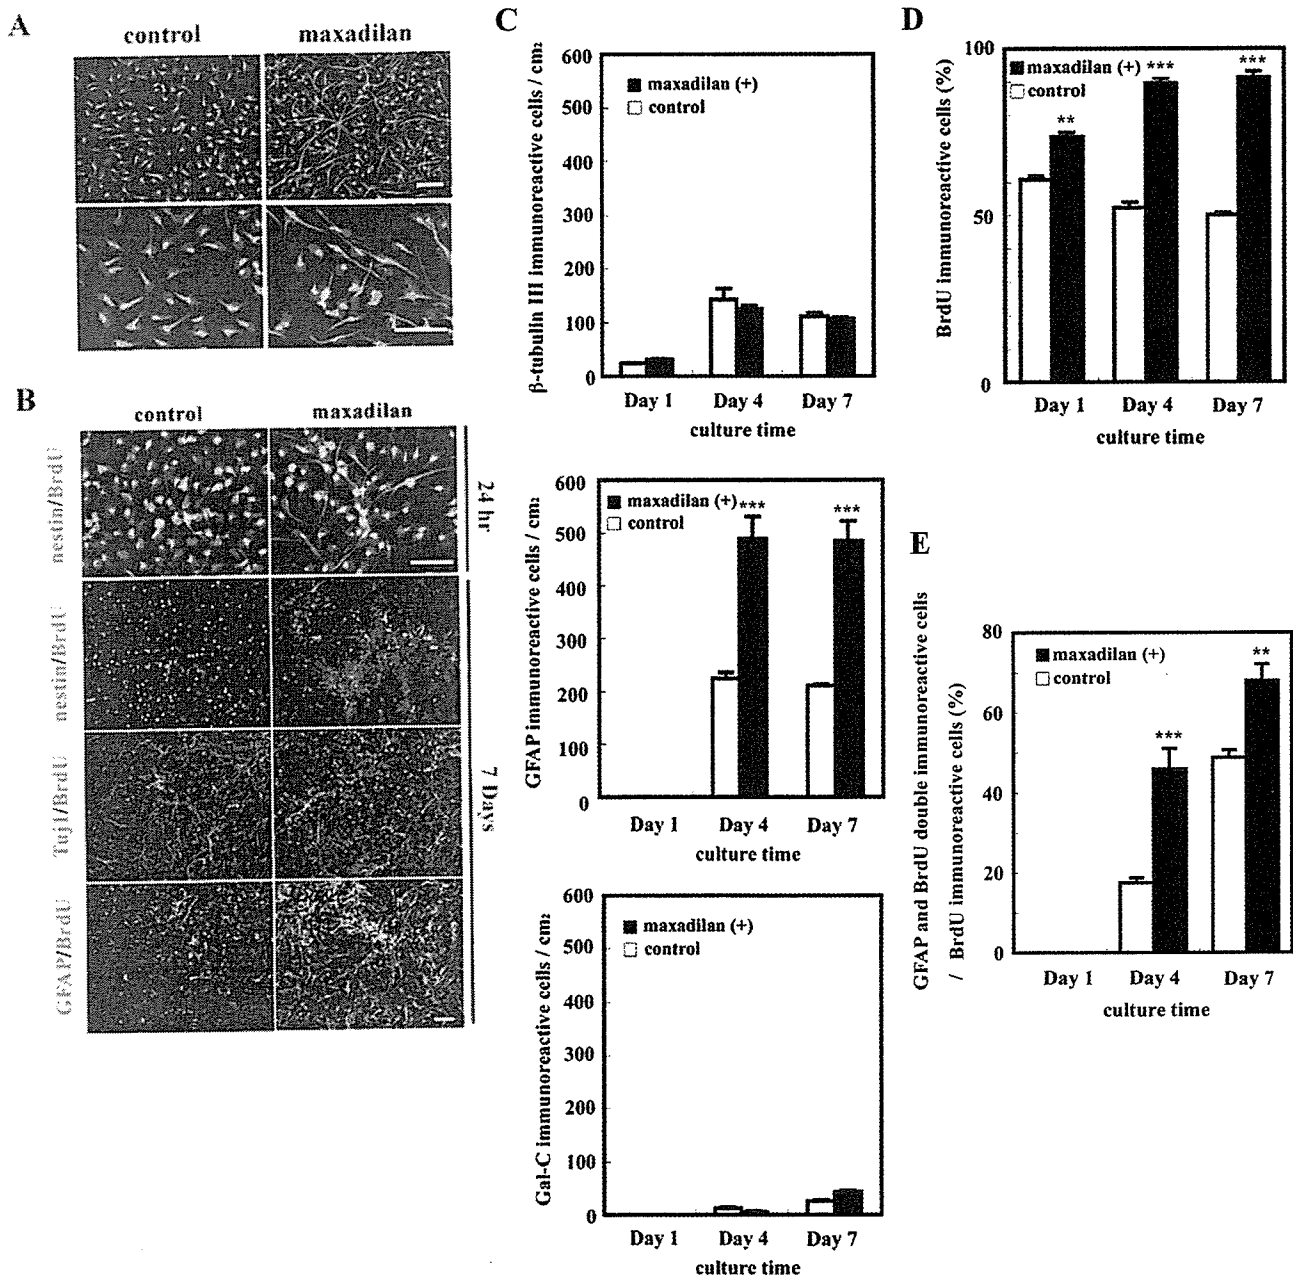 A
control
maxadilan
B
control
maxadilan
nestin/BrdU
nestin/BrdU
Tuj1/BrdU
GFAP/BrdU
24 hr
7 Days
C
β-tubulin III immunoreactive cells / cm2
600
500
400
300
200
100
0
maxadilan (+)
control
Day 1
Day 4
Day 7
culture time
GFAP immunoreactive cells / cm2
600
500
400
300
200
100
0
maxadilan (+)
control
***
***
Day 1
Day 4
Day 7
culture time
Gal-C immunoreactive cells / cm2
600
500
400
300
200
100
0
maxadilan (+)
control
Day 1
Day 4
Day 7
culture time
D
BrdU immunoreactive cells (%)
100
50
0
maxadilan (+)
control
**
***
***
Day 1
Day 4
Day 7
culture time
E
GFAP and BrdU double immunoreactive cells
/ BrdU immunoreactive cells (%)
80
60
40
20
0
maxadilan (+)
control
***
**
Day 1
Day 4
Day 7
culture time